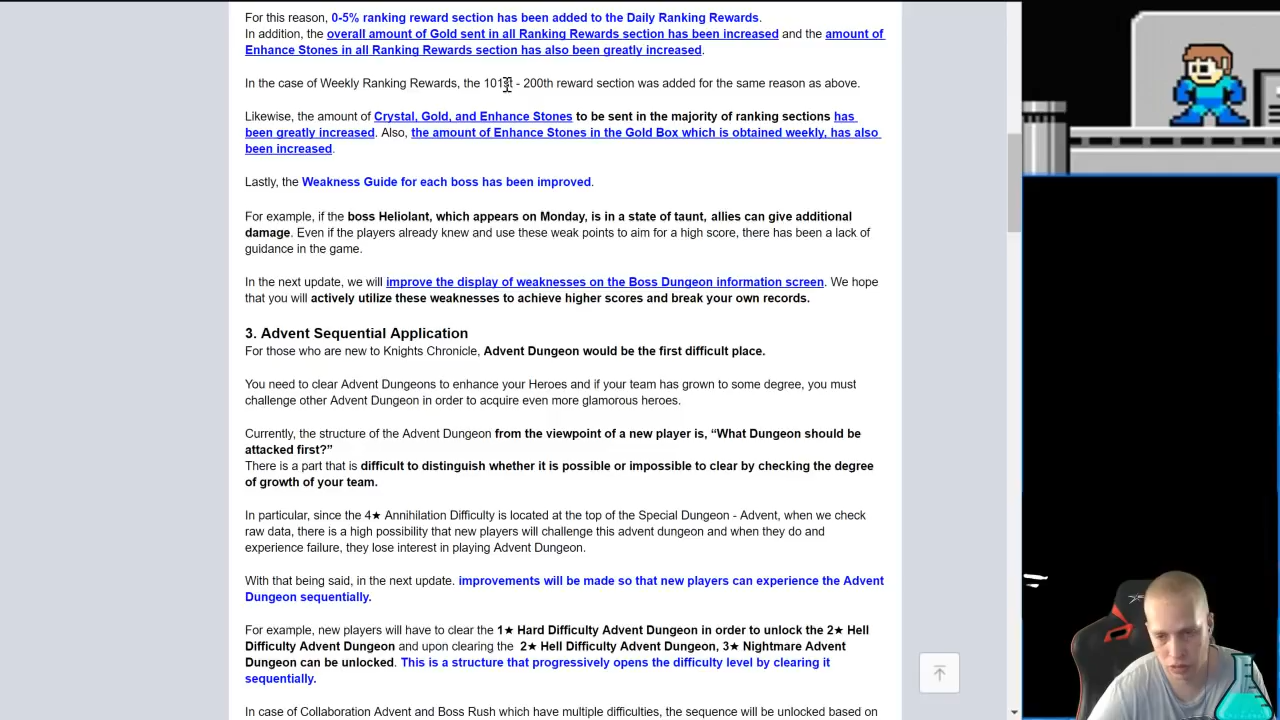 For this reason, 0-5% ranking reward section has been added to the Daily Ranking Rewards.
In addition, the overall amount of Gold sent in all Ranking Rewards section has been increased and the amount of
Enhance Stones in all Ranking Rewards section has also been greatly increased.
In the case of Weekly Ranking Rewards, the 101st - 200th reward section was added for the same reason as above.
Likewise, the amount of Crystal, Gold, and Enhance Stones to be sent in the majority of ranking sections has
been greatly increased. Also, the amount of Enhance Stones in the Gold Box which is obtained weekly, has also
been increased.
Lastly, the Weakness Guide for each boss has been improved.
For example, if the boss Heliolant, which appears on Monday, is in a state of taunt, allies can give additional
damage. Even if the players already knew and use these weak points to aim for a high score, there has been a lack of
guidance in the game.
In the next update, we will improve the display of weaknesses on the Boss Dungeon information screen. We hope
that you will actively utilize these weaknesses to achieve higher scores and break your own records.
3. Advent Sequential Application
For those who are new to Knights Chronicle, Advent Dungeon would be the first difficult place.
You need to clear Advent Dungeons to enhance your Heroes and if your team has grown to some degree, you must
challenge other Advent Dungeon in order to acquire even more glamorous heroes.
Currently, the structure of the Advent Dungeon from the viewpoint of a new player is, “What Dungeon should be
attacked first?”
There is a part that is difficult to distinguish whether it is possible or impossible to clear by checking the degree
of growth of your team.
In particular, since the 4★ Annihilation Difficulty is located at the top of the Special Dungeon - Advent, when we check
raw data, there is a high possibility that new players will challenge this advent dungeon and when they do and
experience failure, they lose interest in playing Advent Dungeon.
With that being said, in the next update. improvements will be made so that new players can experience the Advent
Dungeon sequentially.
For example, new players will have to clear the 1★ Hard Difficulty Advent Dungeon in order to unlock the 2★ Hell
Difficulty Advent Dungeon and upon clearing the 2★ Hell Difficulty Advent Dungeon, 3★ Nightmare Advent
Dungeon can be unlocked. This is a structure that progressively opens the difficulty level by clearing it
sequentially.
In case of Collaboration Advent and Boss Rush which have multiple difficulties, the sequence will be unlocked based on